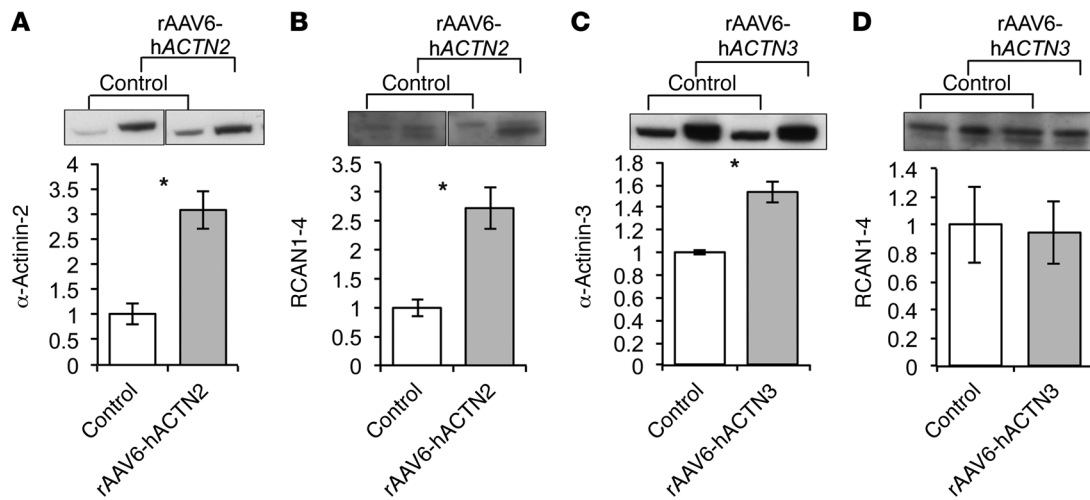 A
rAAV6-
hACTN2
Control
α-Actinin-2
4
3.5
3
2.5
2
1.5
1
0.5
0
*
Control
rAAV6-hACTN2
B
rAAV6-
hACTN2
Control
RCAN1-4
3.5
3
2.5
2
1.5
1
0.5
0
*
Control
rAAV6-hACTN2
C
rAAV6-
hACTN3
Control
α-Actinin-3
1.8
1.6
1.4
1.2
1
0.8
0.6
0.4
0.2
0
*
Control
rAAV6-hACTN3
D
rAAV6-
hACTN3
Control
RCAN1-4
1.4
1.2
1
0.8
0.6
0.4
0.2
0
Control
rAAV6-hACTN3